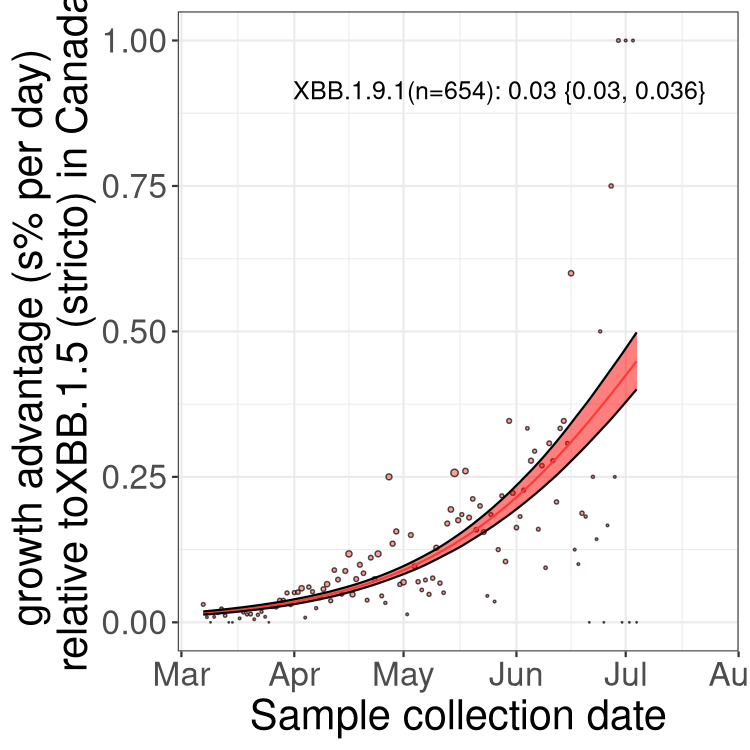 growth advantage (s% per day)
relative toXBB.1.5 (stricto) in Canada
1.00
0.75
0.50
0.25
0.00
XBB.1.9.1(n=654): 0.03 {0.03, 0.036}
Mar Apr May Jun Jul Au
Sample collection date